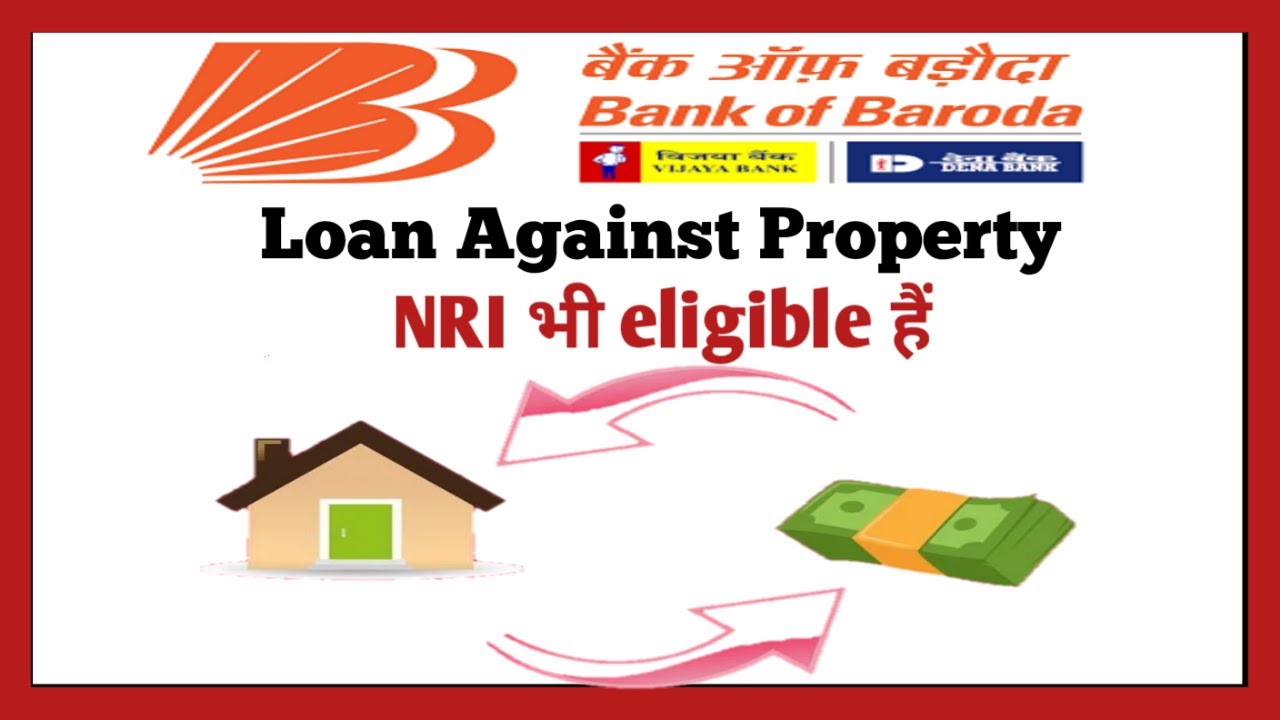 बैंक ऑफ़ बड़ौदा
Bank of Baroda
विजया बैंक
VIJAYA BANK
देना बैंक
DENA BANK
Loan Against Property
NRI भी eligible हैं